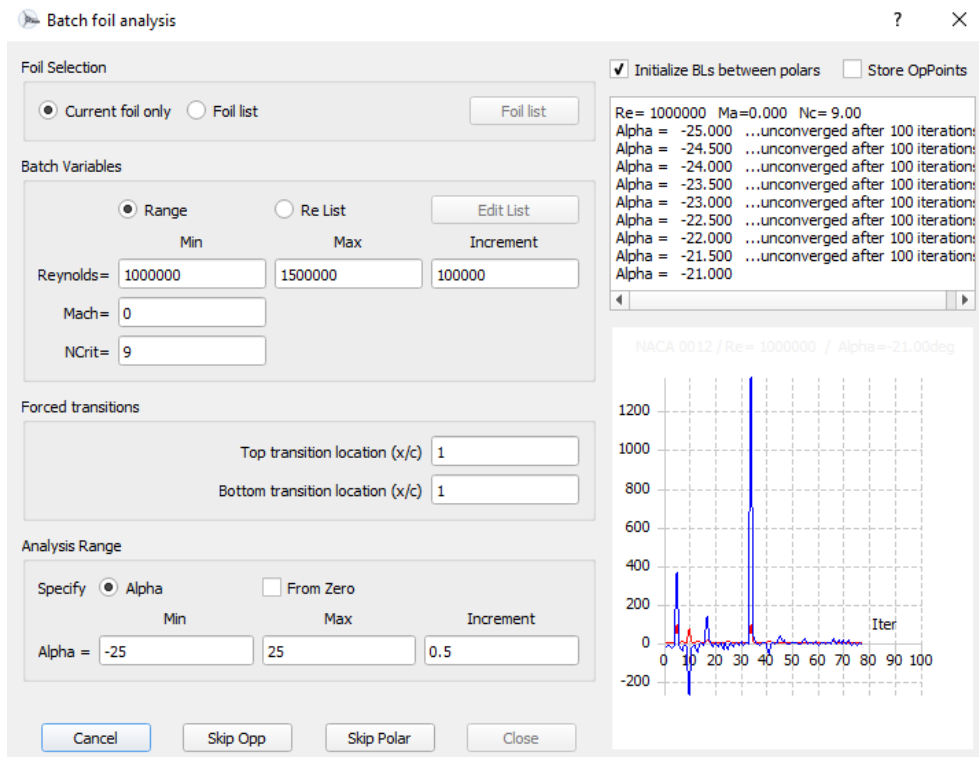 Batch foil analysis ? ×
Foil Selection
Current foil only Foil list Foil list
Batch Variables
Range Re List Edit List
Min Max Increment
Reynolds= 1000000 1500000 100000
Mach= 0
NCrit= 9
Forced transitions
Top transition location (x/c) 1
Bottom transition location (x/c) 1
Analysis Range
Specify Alpha From Zero
Min Max Increment
Alpha = -25 25 0.5
Cancel Skip Opp Skip Polar Close
Initialize BLs between polars Store OpPoints
Re= 1000000 Ma=0.000 Nc= 9.00
Alpha = -25.000 ...unconverged after 100 iterations
Alpha = -24.500 ...unconverged after 100 iterations
Alpha = -24.000 ...unconverged after 100 iterations
Alpha = -23.500 ...unconverged after 100 iterations
Alpha = -23.000 ...unconverged after 100 iterations
Alpha = -22.500 ...unconverged after 100 iterations
Alpha = -22.000 ...unconverged after 100 iterations
Alpha = -21.500 ...unconverged after 100 iterations
Alpha = -21.000
NACA 0012 / Re= 1000000 / Alpha=-21.00deg
1200
1000
800
600
400
200
Iter
0
0 10 20 30 40 50 60 70 80 90 100
-200